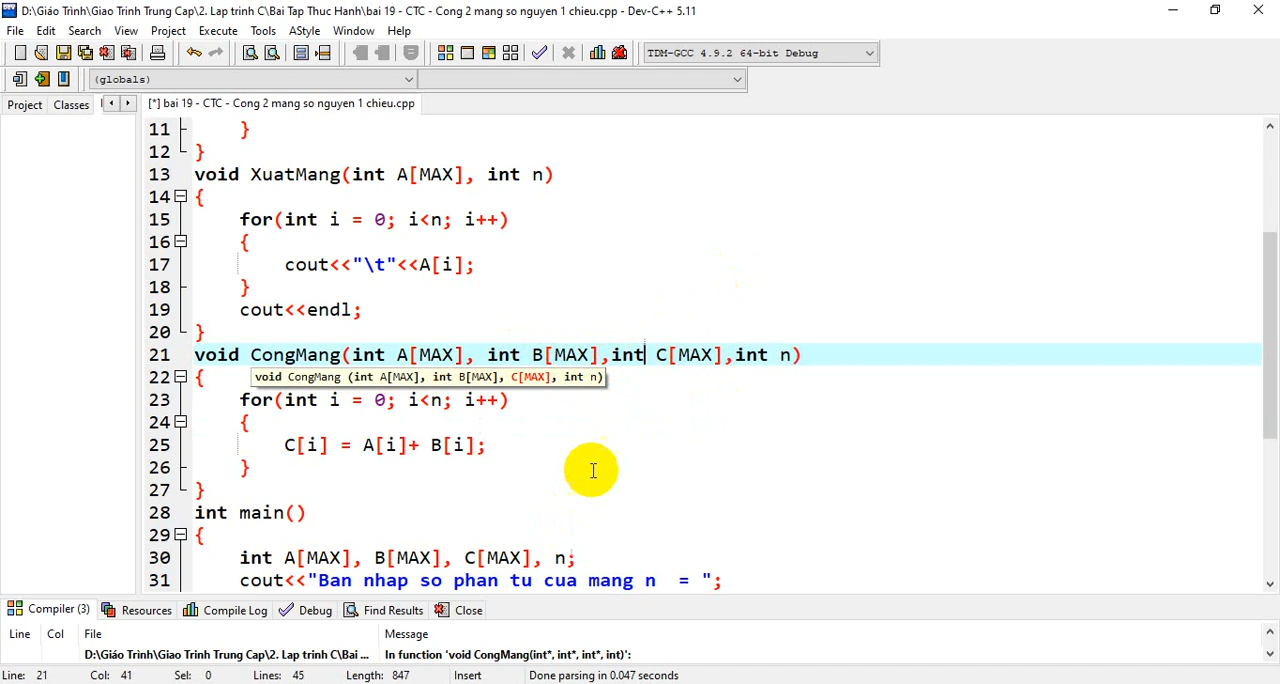 D:\Giáo Trình\Giao Trinh Trung Cap\2. Lap trinh C\Bai Tap Thuc Hanh\bai 19 - CTC - Cong 2 mang so nguyen 1 chieu.cpp - Dev-C++ 5.11
File Edit Search View Project Execute Tools AStyle Window Help
TDM-GCC 4.9.2 64-bit Debug
(globals)
Project Classes [*] bai 19 - CTC - Cong 2 mang so nguyen 1 chieu.cpp
11 }
12 }
13 void XuatMang(int A[MAX], int n)
14 {
15 for(int i = 0; i<n; i++)
16 {
17 cout<<"\t"<<A[i];
18 }
19 cout<<endl;
20 }
21 void CongMang(int A[MAX], int B[MAX],int C[MAX],int n)
22 { void CongMang (int A[MAX], int B[MAX], C[MAX], int n)
23 for(int i = 0; i<n; i++)
24 {
25 C[i] = A[i]+ B[i];
26 }
27 }
28 int main()
29 {
30 int A[MAX], B[MAX], C[MAX], n;
31 cout<<"Ban nhap so phan tu cua mang n = ";
Compiler (3) Resources Compile Log Debug Find Results Close
Line Col File Message
D:\Giáo Trình\Giao Trinh Trung Cap\2. Lap trinh C\Bai ... In function 'void CongMang(int*, int*, int*, int)':
Line: 21 Col: 41 Sel: 0 Lines: 45 Length: 847 Insert Done parsing in 0.047 seconds